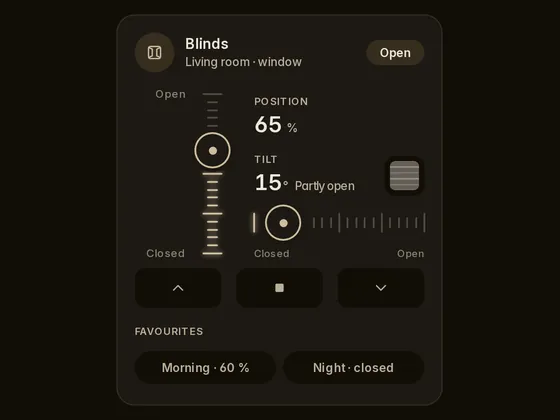 Blinds
Living room · window
Open
Open
POSITION
65 %
TILT
15° Partly open
Closed
Closed
Open
FAVOURITES
Morning · 60 %
Night · closed